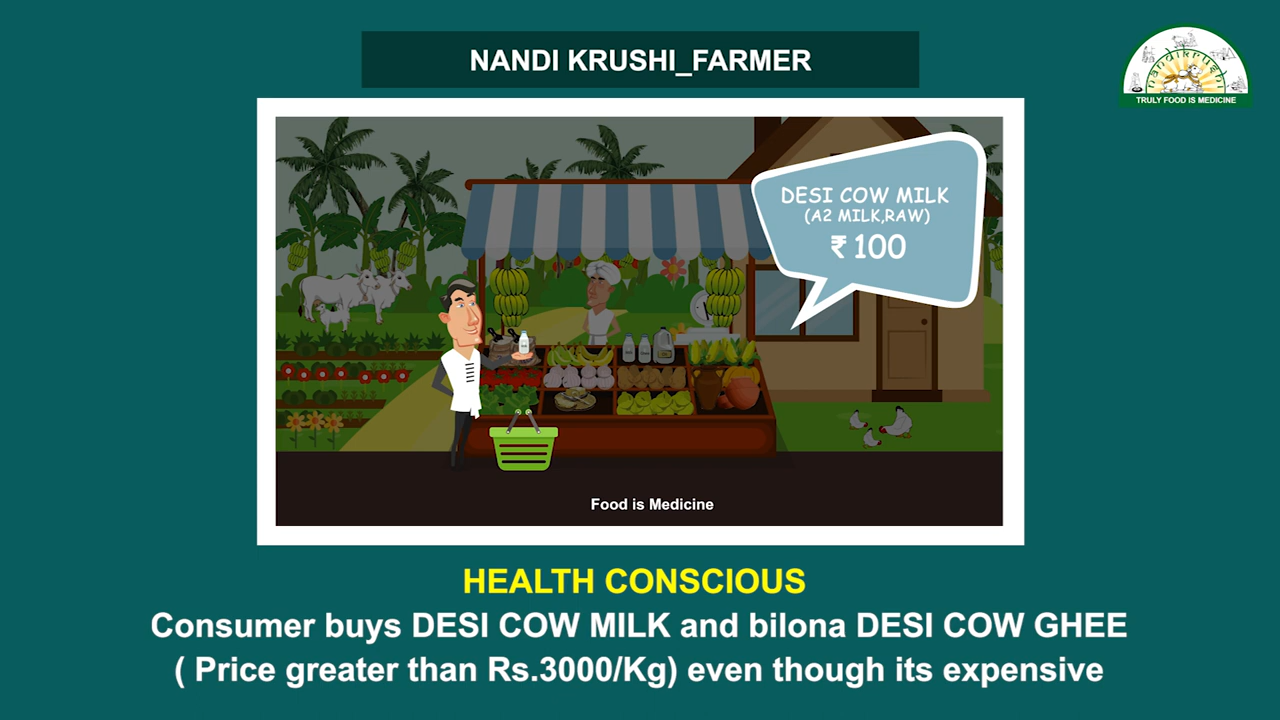 NANDI KRUSHI_FARMER
nandikrushi
TRULY FOOD IS MEDICINE
DESI COW MILK
(A2 MILK,RAW)
₹ 100
Food is Medicine
HEALTH CONSCIOUS
Consumer buys DESI COW MILK and bilona DESI COW GHEE
( Price greater than Rs.3000/Kg) even though its expensive